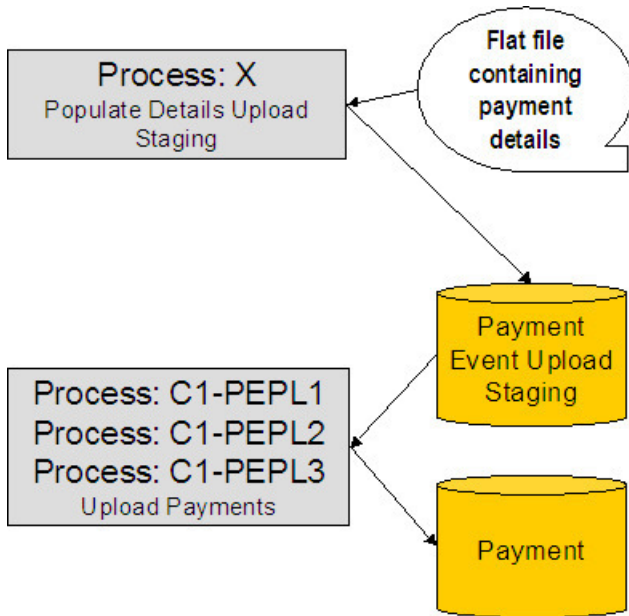 Process: X
Populate Details Upload
Staging
Flat file
containing
payment
details
Payment
Event Upload
Staging
Process: C1-PEPL1
Process: C1-PEPL2
Process: C1-PEPL3
Upload Payments
Payment